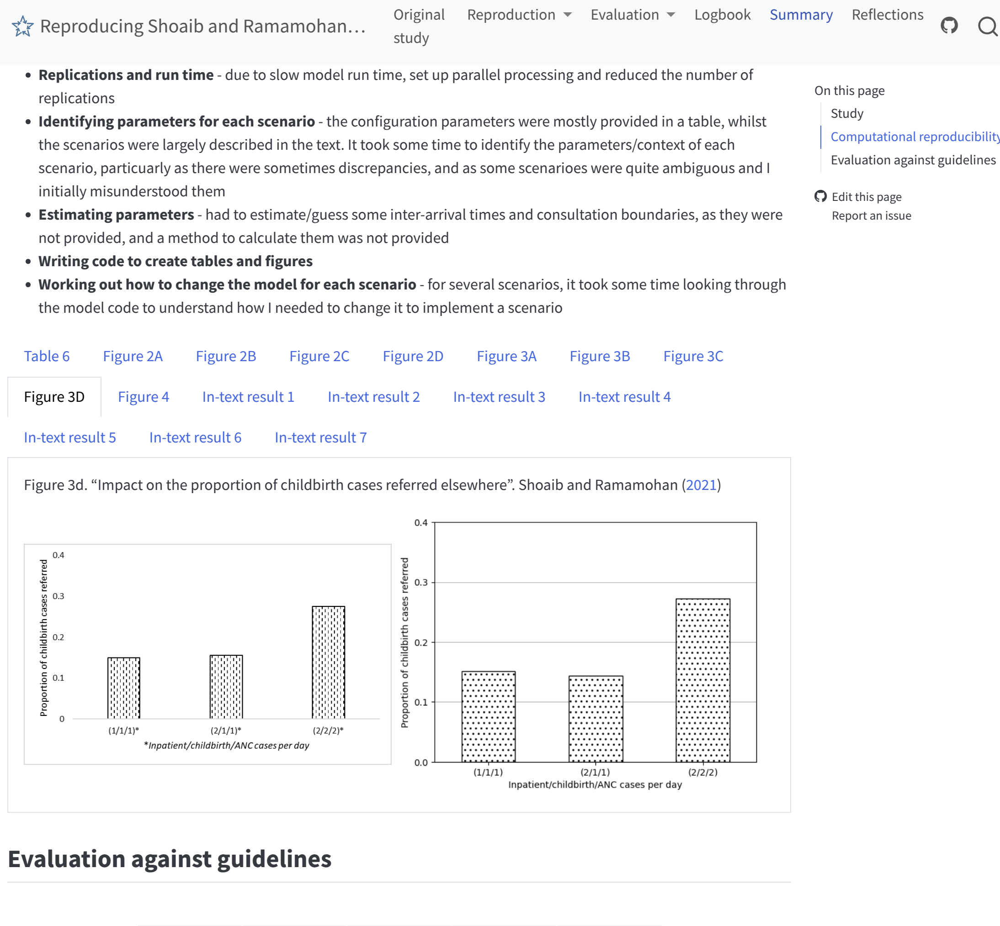 Reproducing Shoaib and Ramamohan…
Original study
Reproduction
Evaluation
Logbook
Summary
Reflections
• Replications and run time - due to slow model run time, set up parallel processing and reduced the number of
replications
• Identifying parameters for each scenario - the configuration parameters were mostly provided in a table, whilst
the scenarios were largely described in the text. It took some time to identify the parameters/context of each
scenario, particuarly as there were sometimes discrepancies, and as some scenarioes were quite ambiguous and I
initially misunderstood them
• Estimating parameters - had to estimate/guess some inter-arrival times and consultation boundaries, as they were
not provided, and a method to calculate them was not provided
• Writing code to create tables and figures
• Working out how to change the model for each scenario - for several scenarios, it took some time looking through
the model code to understand how I needed to change it to implement a scenario
On this page
Study
Computational reproducibility
Evaluation against guidelines
Edit this page
Report an issue
Table 6 Figure 2A Figure 2B Figure 2C Figure 2D Figure 3A Figure 3B Figure 3C
Figure 3D Figure 4 In-text result 1 In-text result 2 In-text result 3 In-text result 4
In-text result 5 In-text result 6 In-text result 7
Figure 3d. “Impact on the proportion of childbirth cases referred elsewhere”. Shoaib and Ramamohan (2021)
Proportion of childbirth cases referred
0.4
0.3
0.2
0.1
0
(1/1/1)* (2/1/1)* (2/2/2)*
*Inpatient/childbirth/ANC cases per day
Proportion of childbirth cases referred
0.4
0.3
0.2
0.1
0.0
(1/1/1) (2/1/1) (2/2/2)
Inpatient/childbirth/ANC cases per day
Evaluation against guidelines